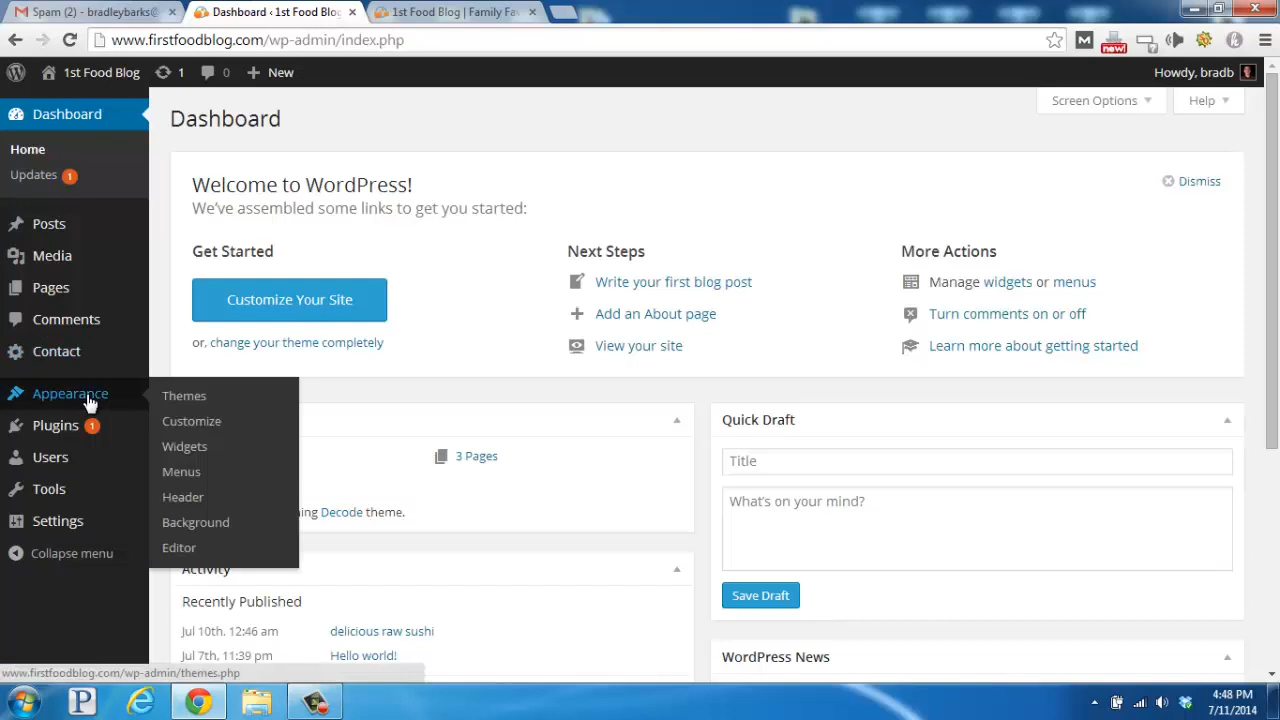 Spam (2) - bradleybarks@
Dashboard ‹ 1st Food Blog
1st Food Blog | Family Fa
www.firstfoodblog.com/wp-admin/index.php
new!
1st Food Blog 1 0 New
Howdy, bradb
Dashboard
Home
Updates 1
Posts
Media
Pages
Comments
Contact
Appearance
Plugins 1
Users
Tools
Settings
Collapse menu
Themes
Customize
Widgets
Menus
Header
Background
Editor
Screen Options
Help
Dashboard
Welcome to WordPress!
We've assembled some links to get you started:
Dismiss
Get Started
Customize Your Site
or, change your theme completely
Next Steps
Write your first blog post
Add an About page
View your site
More Actions
Manage widgets or menus
Turn comments on or off
Learn more about getting started
3 Pages
Decode theme.
Activity
Recently Published
Jul 10th, 12:46 am delicious raw sushi
Jul 7th, 11:39 pm Hello world!
Quick Draft
Title
What's on your mind?
Save Draft
WordPress News
www.firstfoodblog.com/wp-admin/themes.php
P
4:48 PM
7/11/2014